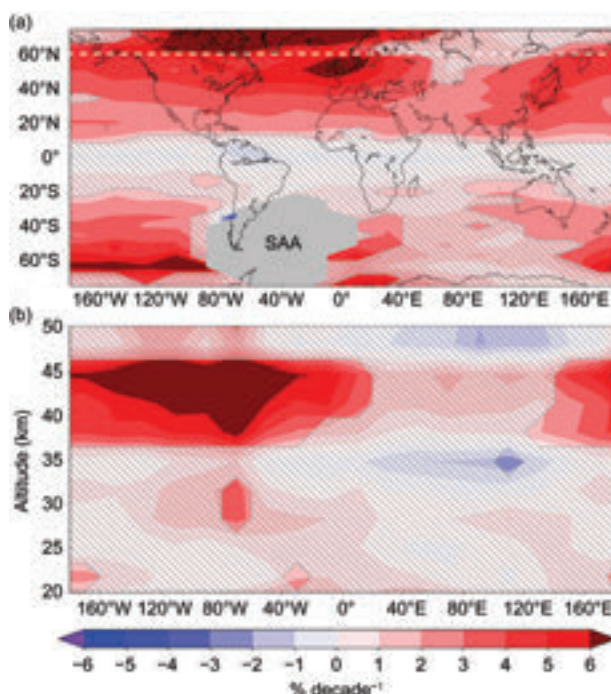 (a)
60°N
40°N
20°N
0°
20°S
40°S
60°S
SAA
160°W 120°W 80°W 40°W 0° 40°E 80°E 120°E 160°E
(b)
50
45
40
35
30
25
20
Altitude (km)
160°W 120°W 80°W 40°W 0° 40°E 80°E 120°E 160°E
−6 −5 −4 −3 −2 −1 0 1 2 3 4 5 6
% decade⁻¹